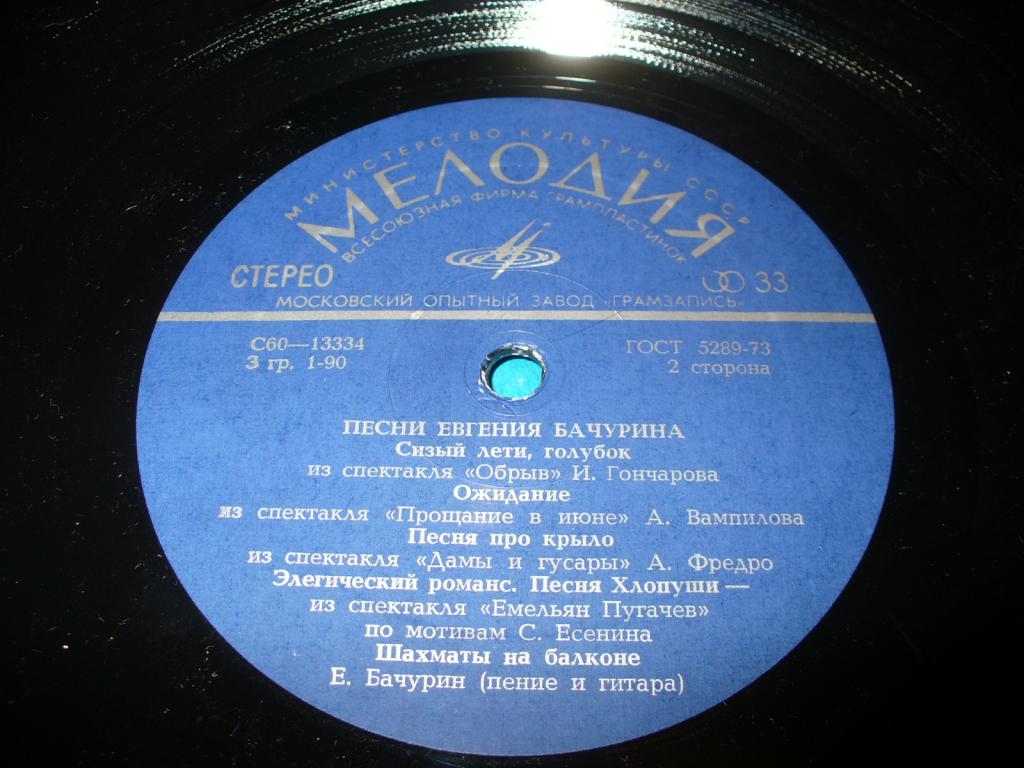 МИНИСТЕРСТВО КУЛЬТУРЫ СССР
МЕЛОДИЯ
ВСЕСОЮЗНАЯ ФИРМА ГРАМПЛАСТИНОК
СТЕРЕО
33
МОСКОВСКИЙ ОПЫТНЫЙ ЗАВОД «ГРАМЗАПИСЬ»
С60—13334
ГОСТ 5289-73
3 гр. 1-90
2 сторона
ПЕСНИ ЕВГЕНИЯ БАЧУРИНА
Сизый лети, голубок
из спектакля «Обрыв» И. Гончарова
Ожидание
из спектакля «Прощание в июне» А. Вампилова
Песня про крыло
из спектакля «Дамы и гусары» А. Фредро
Элегический романс. Песня Хлопуши —
из спектакля «Емельян Пугачев»
по мотивам С. Есенина
Шахматы на балконе
Е. Бачурин (пение и гитара)